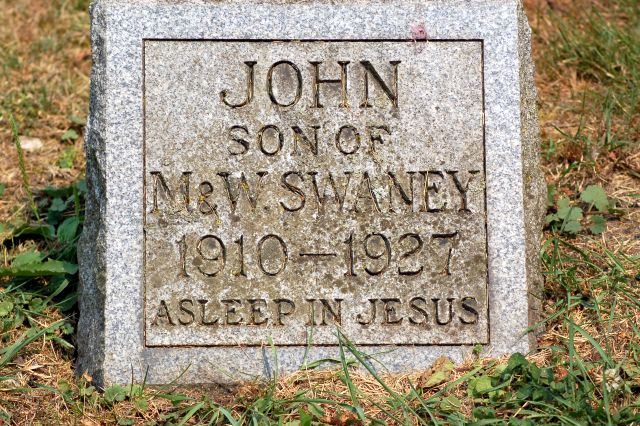 JOHN
SON OF
M. & W. SWANEY
1910 — 1927
ASLEEP IN JESUS